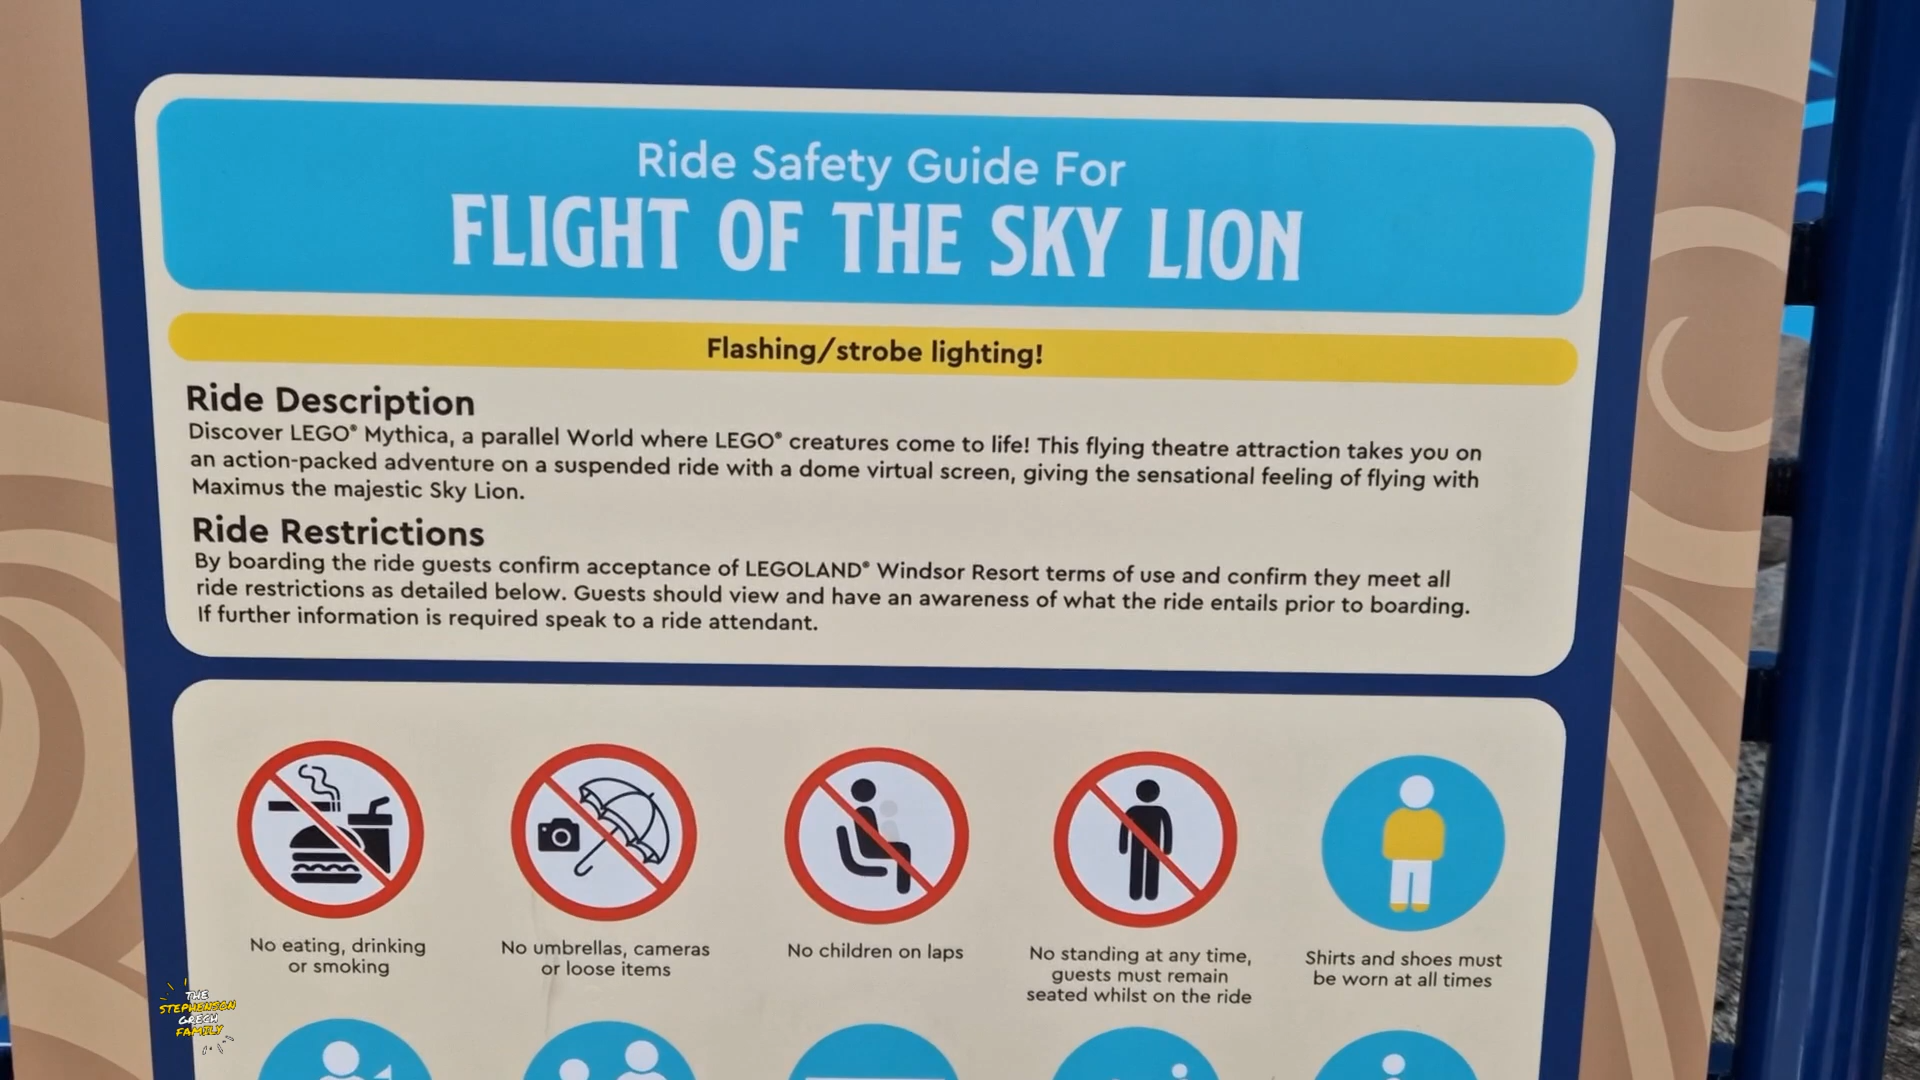 Ride Safety Guide For
FLIGHT OF THE SKY LION
Flashing/strobe lighting!
Ride Description
Discover LEGO® Mythica, a parallel World where LEGO® creatures come to life! This flying theatre attraction takes you on
an action-packed adventure on a suspended ride with a dome virtual screen, giving the sensational feeling of flying with
Maximus the majestic Sky Lion.
Ride Restrictions
By boarding the ride guests confirm acceptance of LEGOLAND® Windsor Resort terms of use and confirm they meet all
ride restrictions as detailed below. Guests should view and have an awareness of what the ride entails prior to boarding.
If further information is required speak to a ride attendant.
No eating, drinking
or smoking
No umbrellas, cameras
or loose items
No children on laps
No standing at any time,
guests must remain
seated whilst on the ride
Shirts and shoes must
be worn at all times
THE
STEPHENSON
GRECH
FAMILY